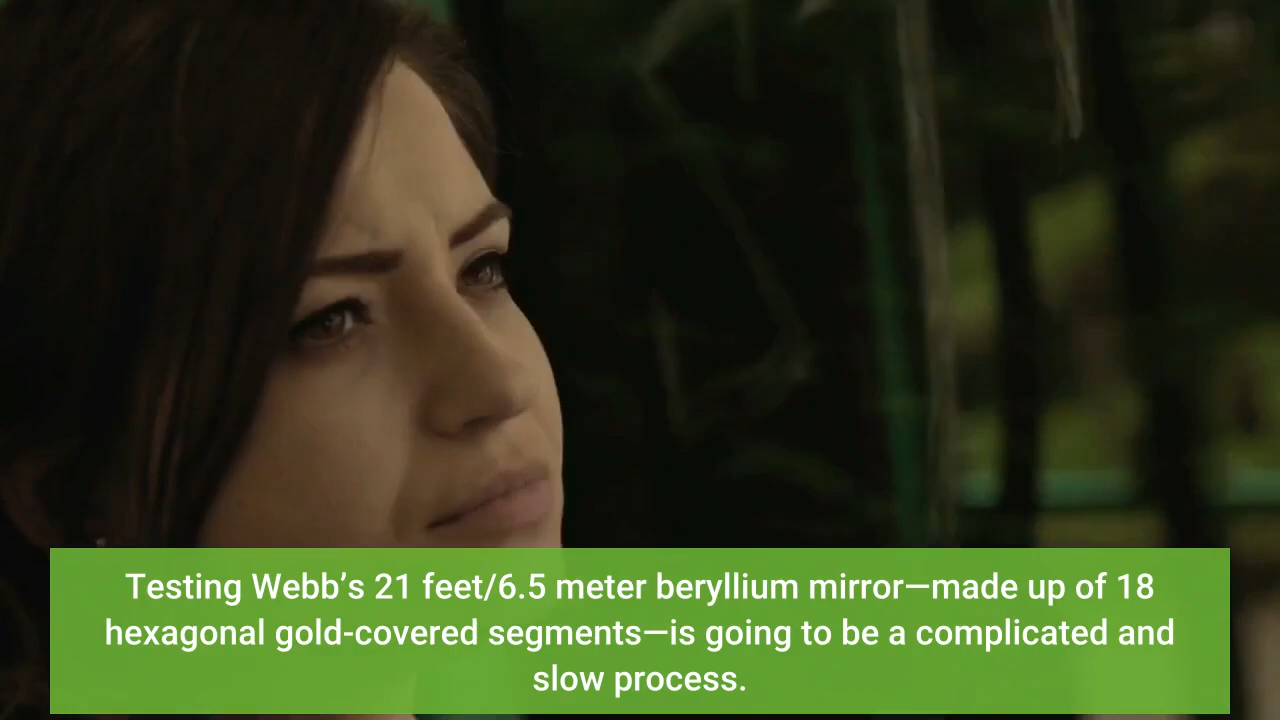 Testing Webb’s 21 feet/6.5 meter beryllium mirror—made up of 18
hexagonal gold-covered segments—is going to be a complicated and
slow process.